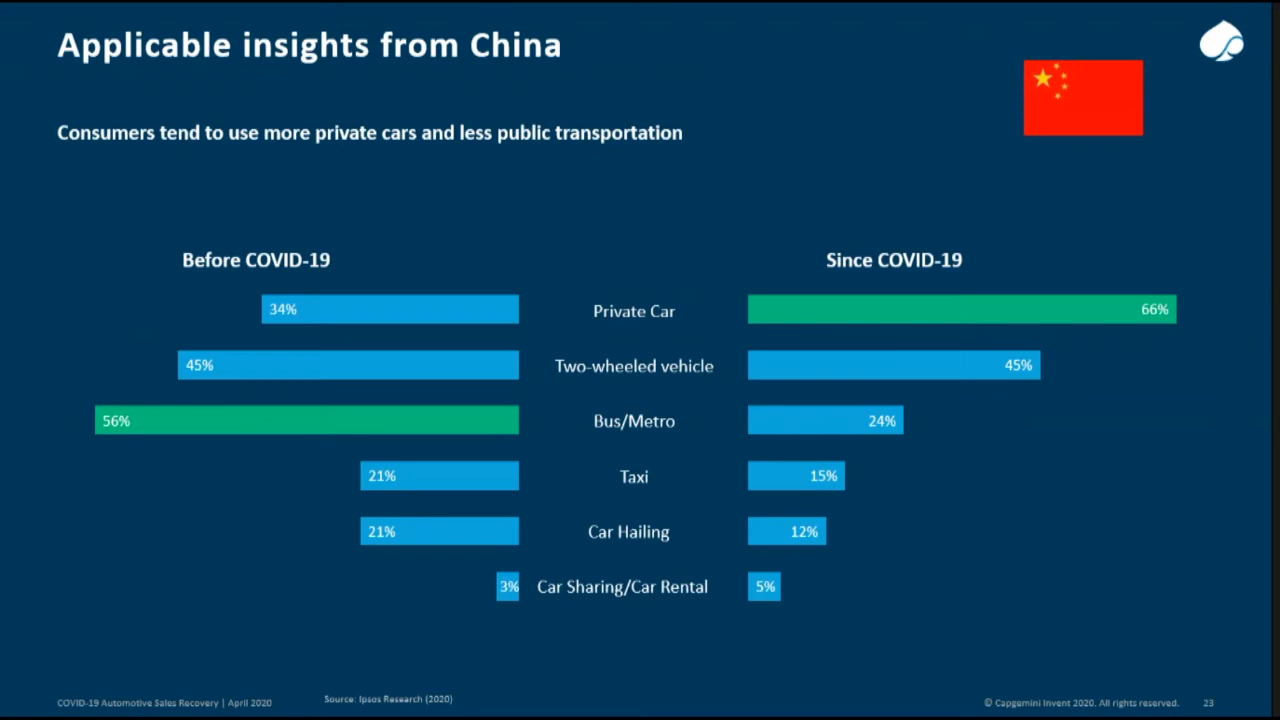 Applicable insights from China
Consumers tend to use more private cars and less public transportation
Before COVID-19
Since COVID-19
34% Private Car 66%
45% Two-wheeled vehicle 45%
56% Bus/Metro 24%
21% Taxi 15%
21% Car Hailing 12%
3% Car Sharing/Car Rental 5%
COVID-19 Automotive Sales Recovery | April 2020
Source: Ipsos Research (2020)
© Capgemini Invent 2020. All rights reserved. 23